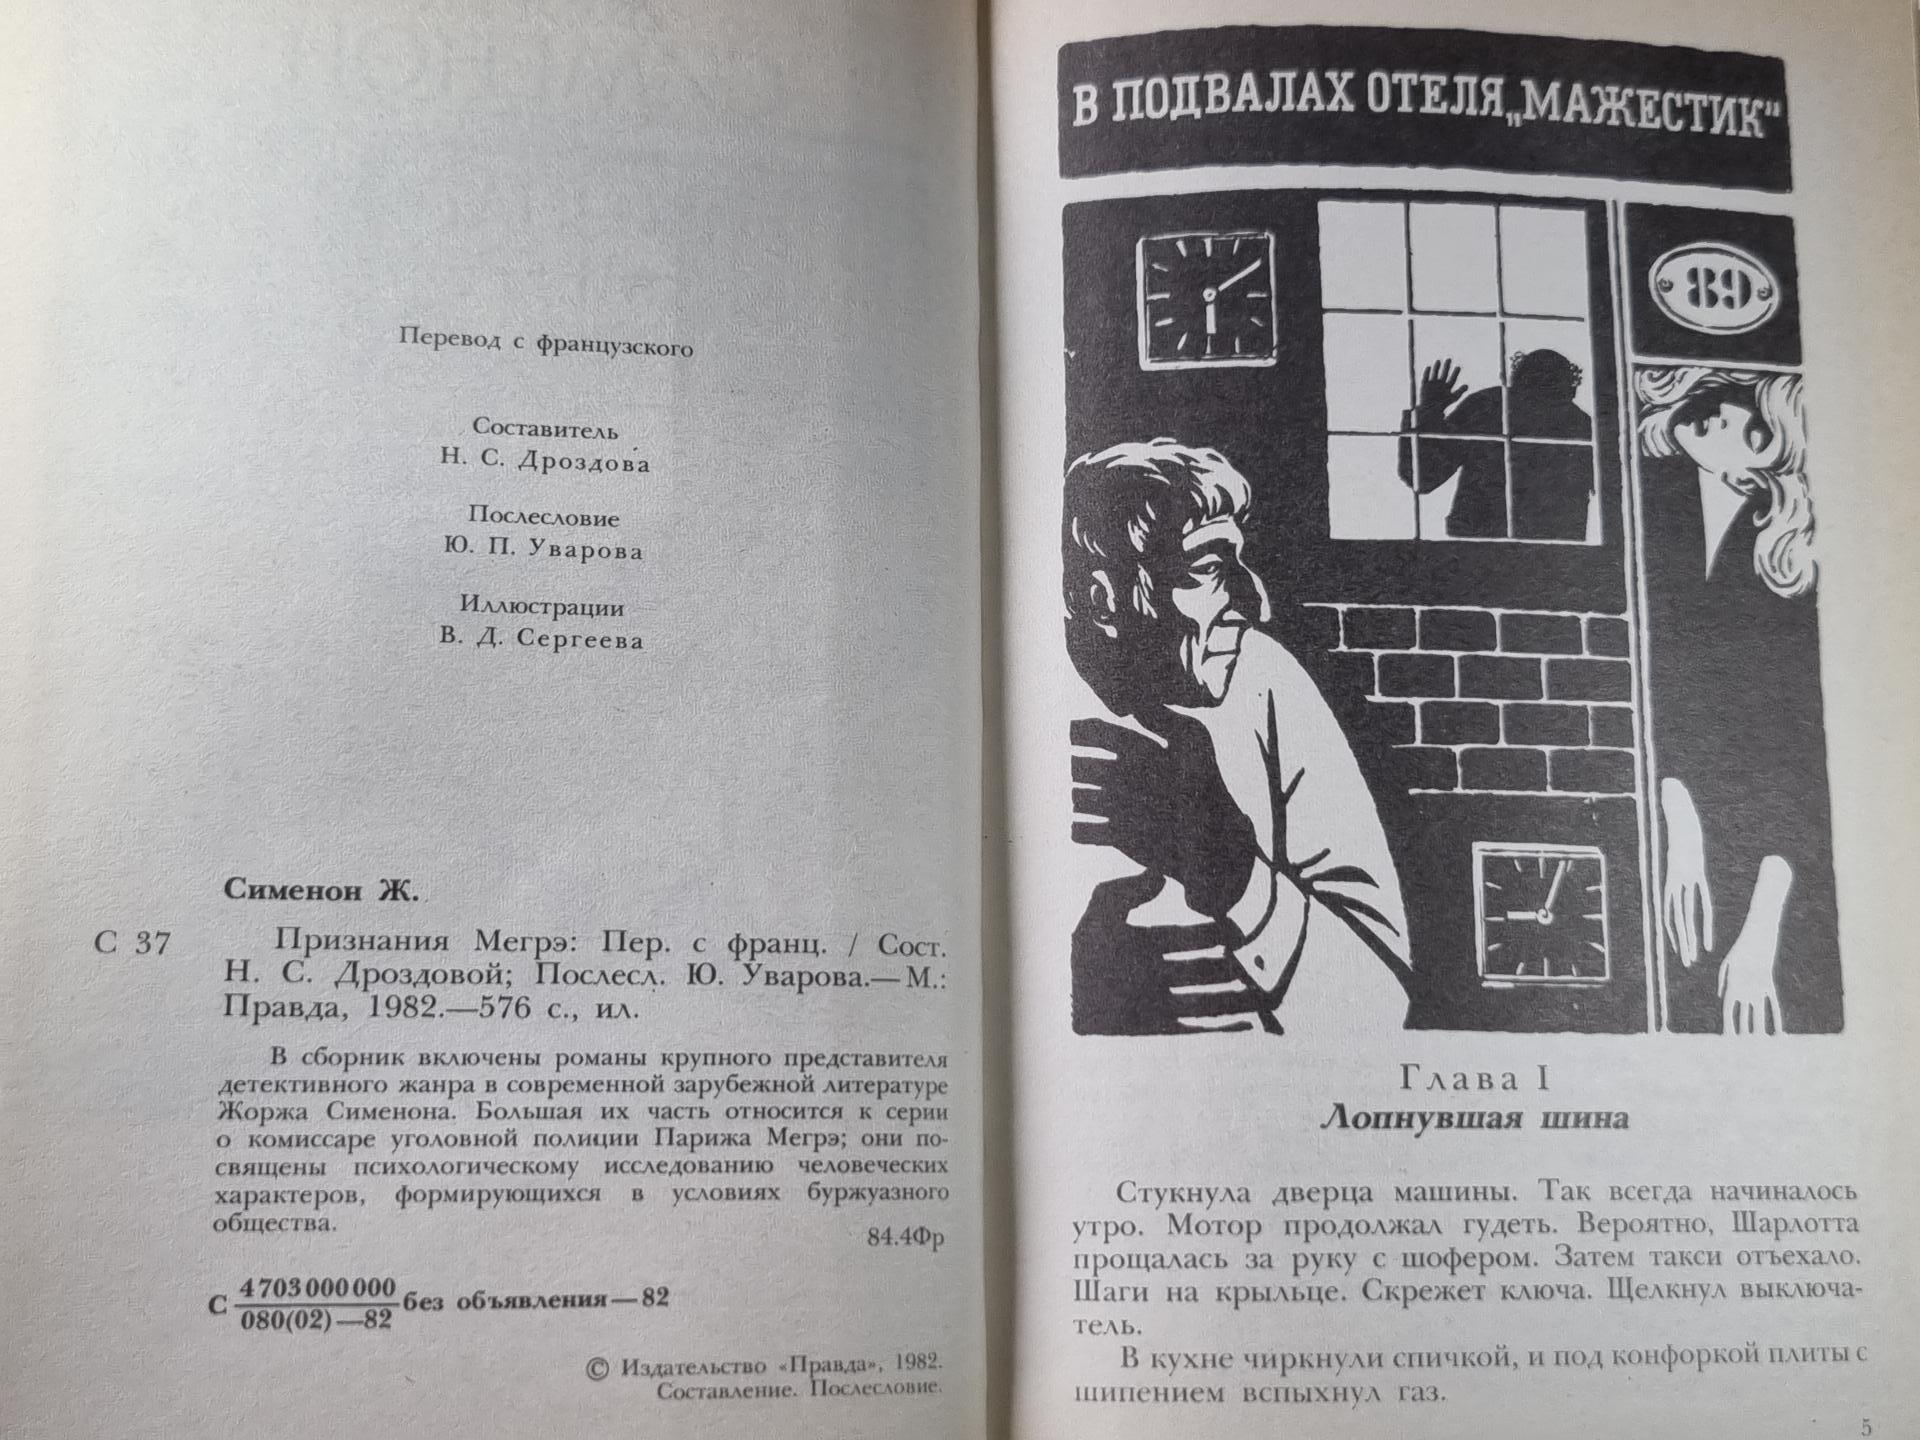 Перевод с французского
Составитель
Н. С. Дроздова
Послесловие
Ю. П. Уварова
Иллюстрации
В. Д. Сергеева
Сименон Ж.
С 37
Признания Мегрэ: Пер. с франц. / Сост.
Н. С. Дроздовой; Послесл. Ю. Уварова.—М.:
Правда, 1982.—576 с., ил.
В сборник включены романы крупного представителя
детективного жанра в современной зарубежной литературе
Жоржа Сименона. Большая их часть относится к серии
о комиссаре уголовной полиции Парижа Мегрэ; они по-
священы психологическому исследованию человеческих
характеров, формирующихся в условиях буржуазного
общества.
84.4Фр
С 4703000000
080(02)—82 без объявления—82
© Издательство «Правда», 1982.
Составление. Послесловие.
В ПОДВАЛАХ ОТЕЛЯ „МАЖЕСТИК“
89
Глава I
Лопнувшая шина
Стукнула дверца машины. Так всегда начиналось
утро. Мотор продолжал гудеть. Вероятно, Шарлотта
прощалась за руку с шофером. Затем такси отъехало.
Шаги на крыльце. Скрежет ключа. Щелкнул выключа-
тель.
В кухне чиркнули спичкой, и под конфоркой плиты с
шипением вспыхнул газ.
5